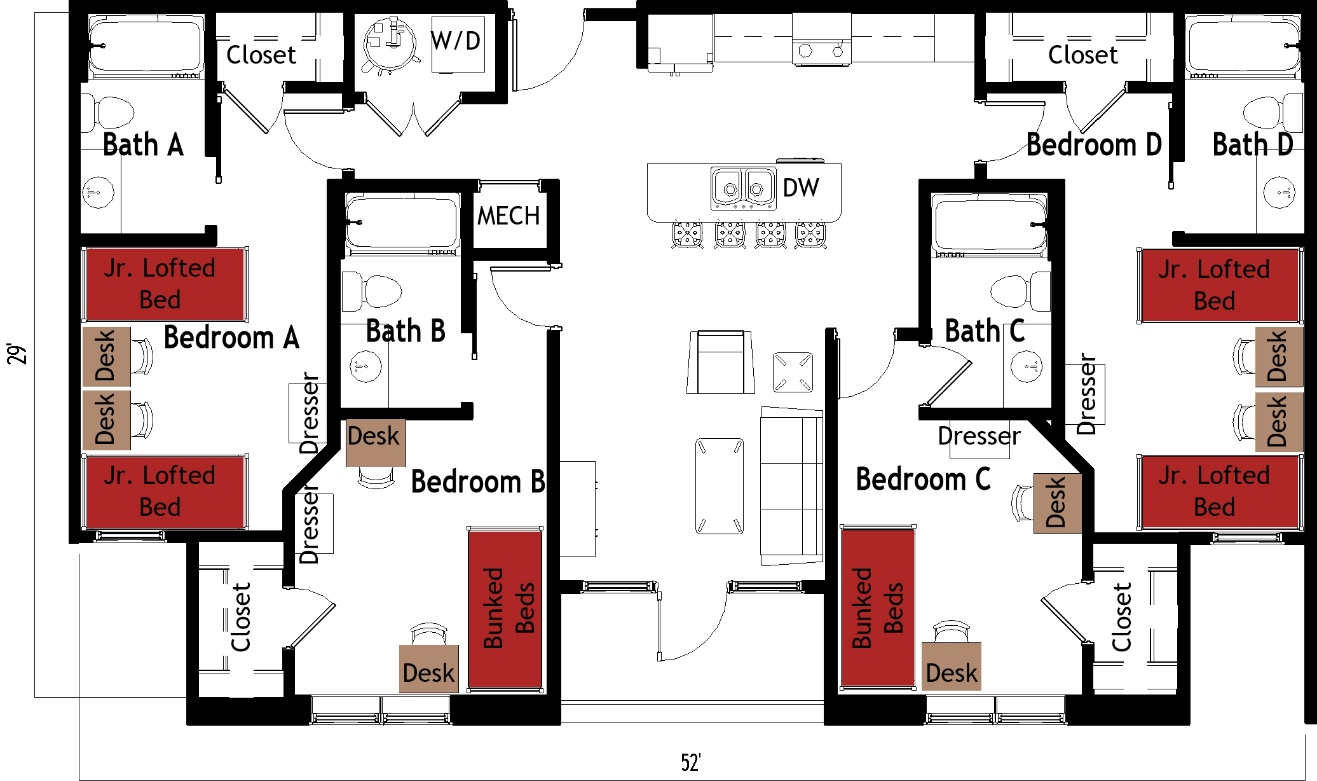 W/D
Closet
Closet
Bath A
Bedroom D
Bath D
DW
MECH
Jr. Lofted
Bed
Jr. Lofted
Bed
Bedroom A
Bath B
Bath C
Desk
Desk
29'
Dresser
Dresser
Desk
Desk
Desk
Dresser
Bedroom B
Bedroom C
Jr. Lofted
Bed
Jr. Lofted
Bed
Dresser
Desk
Closet
Bunked
Beds
Bunked
Beds
Closet
Desk
Desk
52'